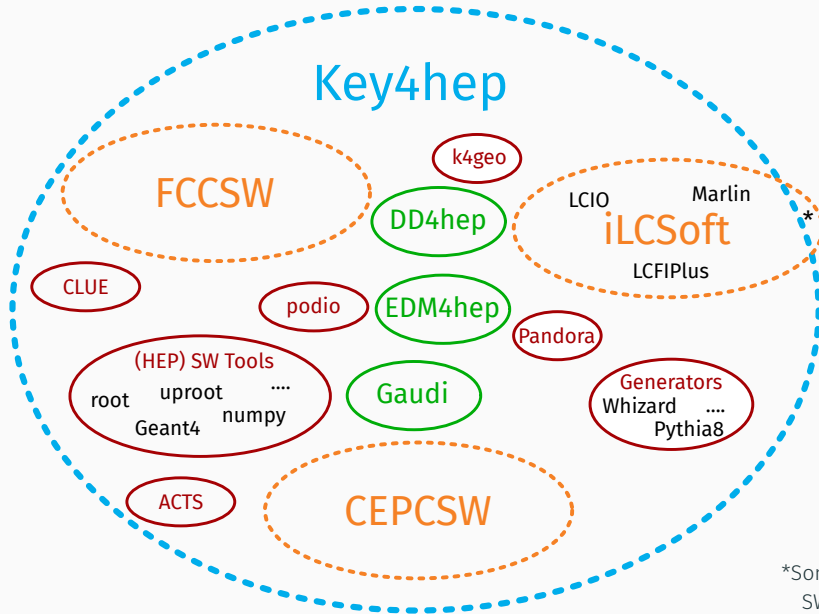 Key4hep
k4geo
FCCSW
LCIO
Marlin
DD4hep
iLCSoft
*
LCFIPlus
CLUE
podio
EDM4hep
Pandora
(HEP) SW Tools
root
uproot
....
Geant4
numpy
Gaudi
Generators
Whizard
....
Pythia8
ACTS
CEPCSW